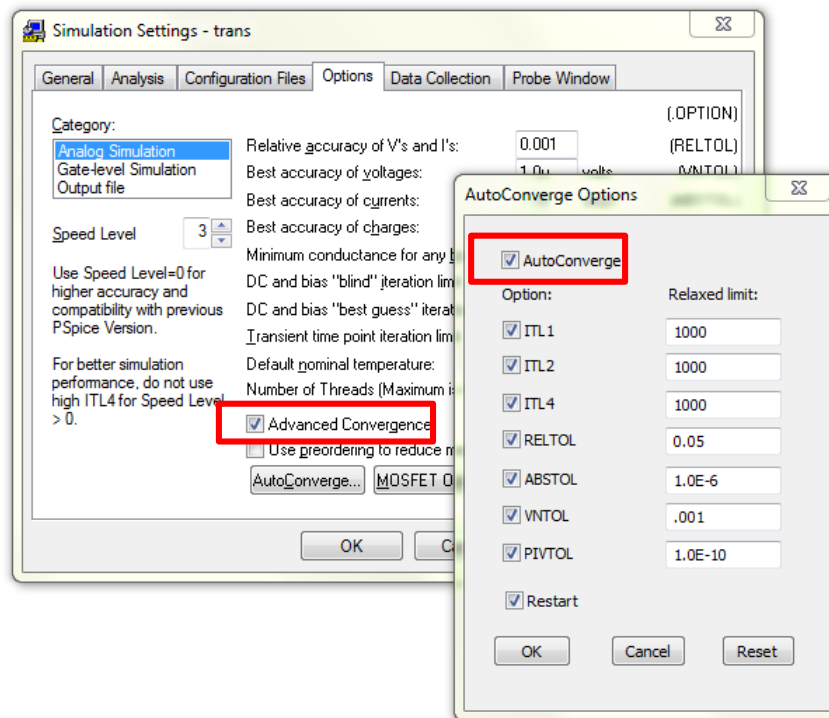 Simulation Settings - trans
General
Analysis
Configuration Files
Options
Data Collection
Probe Window
(.OPTION)
Category:
Analog Simulation
Gate-level Simulation
Output file
Speed Level
3
Use Speed Level=0 for
higher accuracy and
compatibility with previous
PSpice Version.
For better simulation
performance, do not use
high ITL4 for Speed Level
> 0.
Relative accuracy of V's and I's: 0.001 (RELTOL)
Best accuracy of voltages: 1.0u volts (VNTOL)
Best accuracy of currents:
Best accuracy of charges:
Minimum conductance for any
DC and bias "blind" iteration
DC and bias "best guess"
Transient time point iteration
Default nominal temperature:
Number of Threads (Maximum
Advanced Convergence
Use preordering to reduce
AutoConverge...
MOSFET
OK
AutoConverge Options
AutoConverge
Option: Relaxed limit:
ITL1 1000
ITL2 1000
ITL4 1000
RELTOL 0.05
ABSTOL 1.0E-6
VNTOL .001
PIVTOL 1.0E-10
Restart
OK Cancel Reset